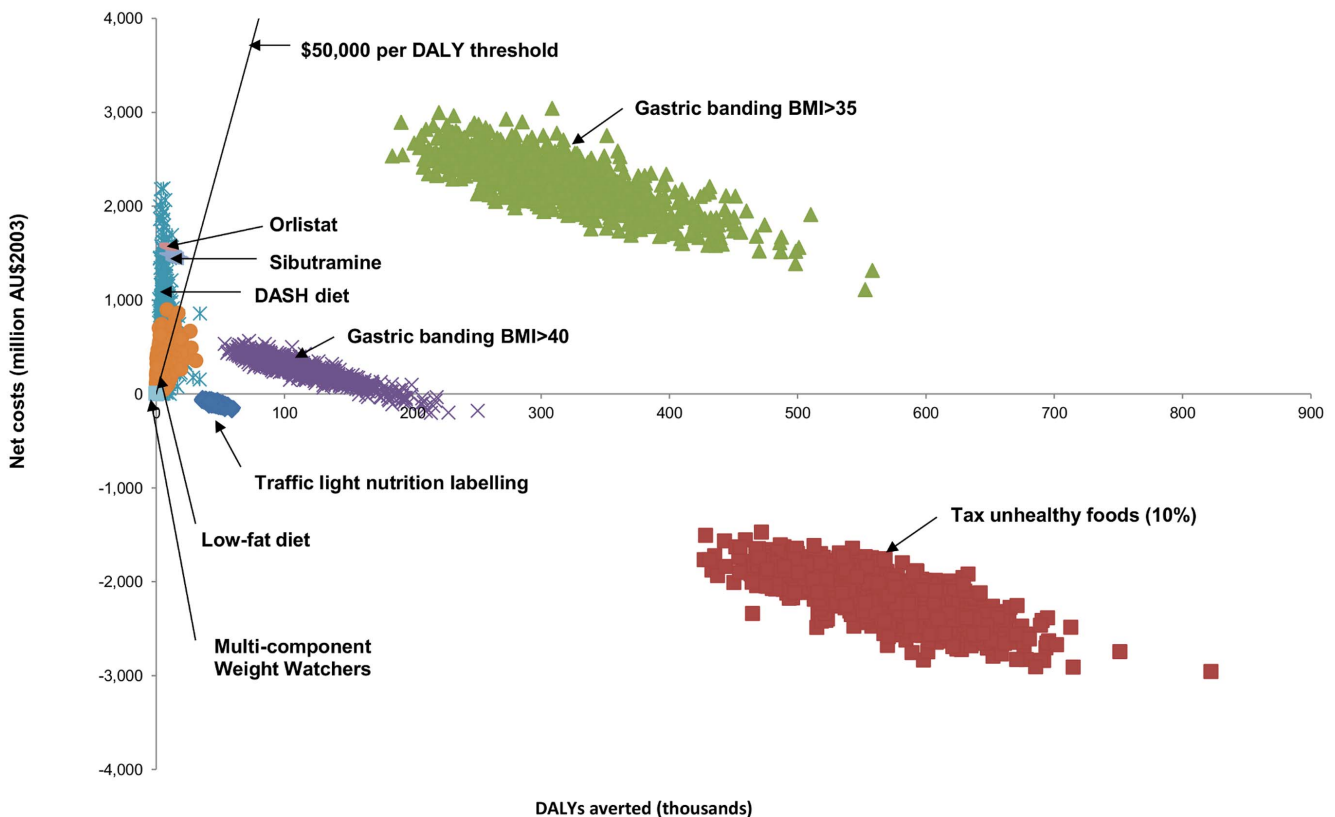 4,000
$50,000 per DALY threshold
3,000
Gastric banding BMI>35
2,000
Orlistat
Sibutramine
DASH diet
1,000
Gastric banding BMI>40
Net costs (million AU$2003)
0
0 100 200 300 400 500 600 700 800 900
Traffic light nutrition labelling
-1,000
Low-fat diet
Tax unhealthy foods (10%)
-2,000
Multi-component
Weight Watchers
-3,000
-4,000
DALYs averted (thousands)